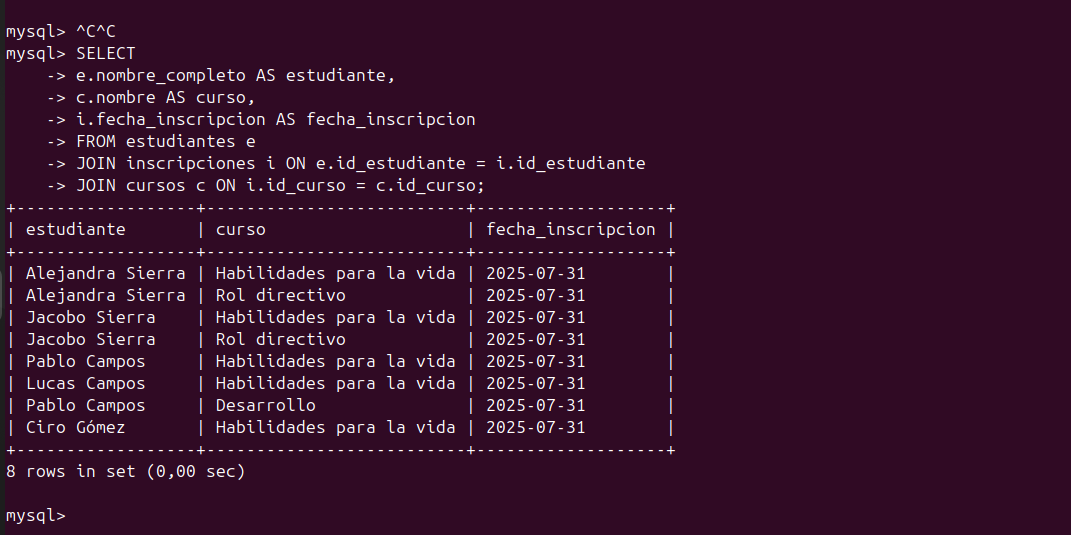 mysql> ^C^C
mysql> SELECT
    -> e.nombre_completo AS estudiante,
    -> c.nombre AS curso,
    -> i.fecha_inscripcion AS fecha_inscripcion
    -> FROM estudiantes e
    -> JOIN inscripciones i ON e.id_estudiante = i.id_estudiante
    -> JOIN cursos c ON i.id_curso = c.id_curso;
+------------------+--------------------------+-------------------+
| estudiante       | curso                    | fecha_inscripcion |
+------------------+--------------------------+-------------------+
| Alejandra Sierra | Habilidades para la vida | 2025-07-31        |
| Alejandra Sierra | Rol directivo            | 2025-07-31        |
| Jacobo Sierra    | Habilidades para la vida | 2025-07-31        |
| Jacobo Sierra    | Rol directivo            | 2025-07-31        |
| Pablo Campos     | Habilidades para la vida | 2025-07-31        |
| Lucas Campos     | Habilidades para la vida | 2025-07-31        |
| Pablo Campos     | Desarrollo               | 2025-07-31        |
| Ciro Gómez       | Habilidades para la vida | 2025-07-31        |
+------------------+--------------------------+-------------------+
8 rows in set (0,00 sec)
mysql>